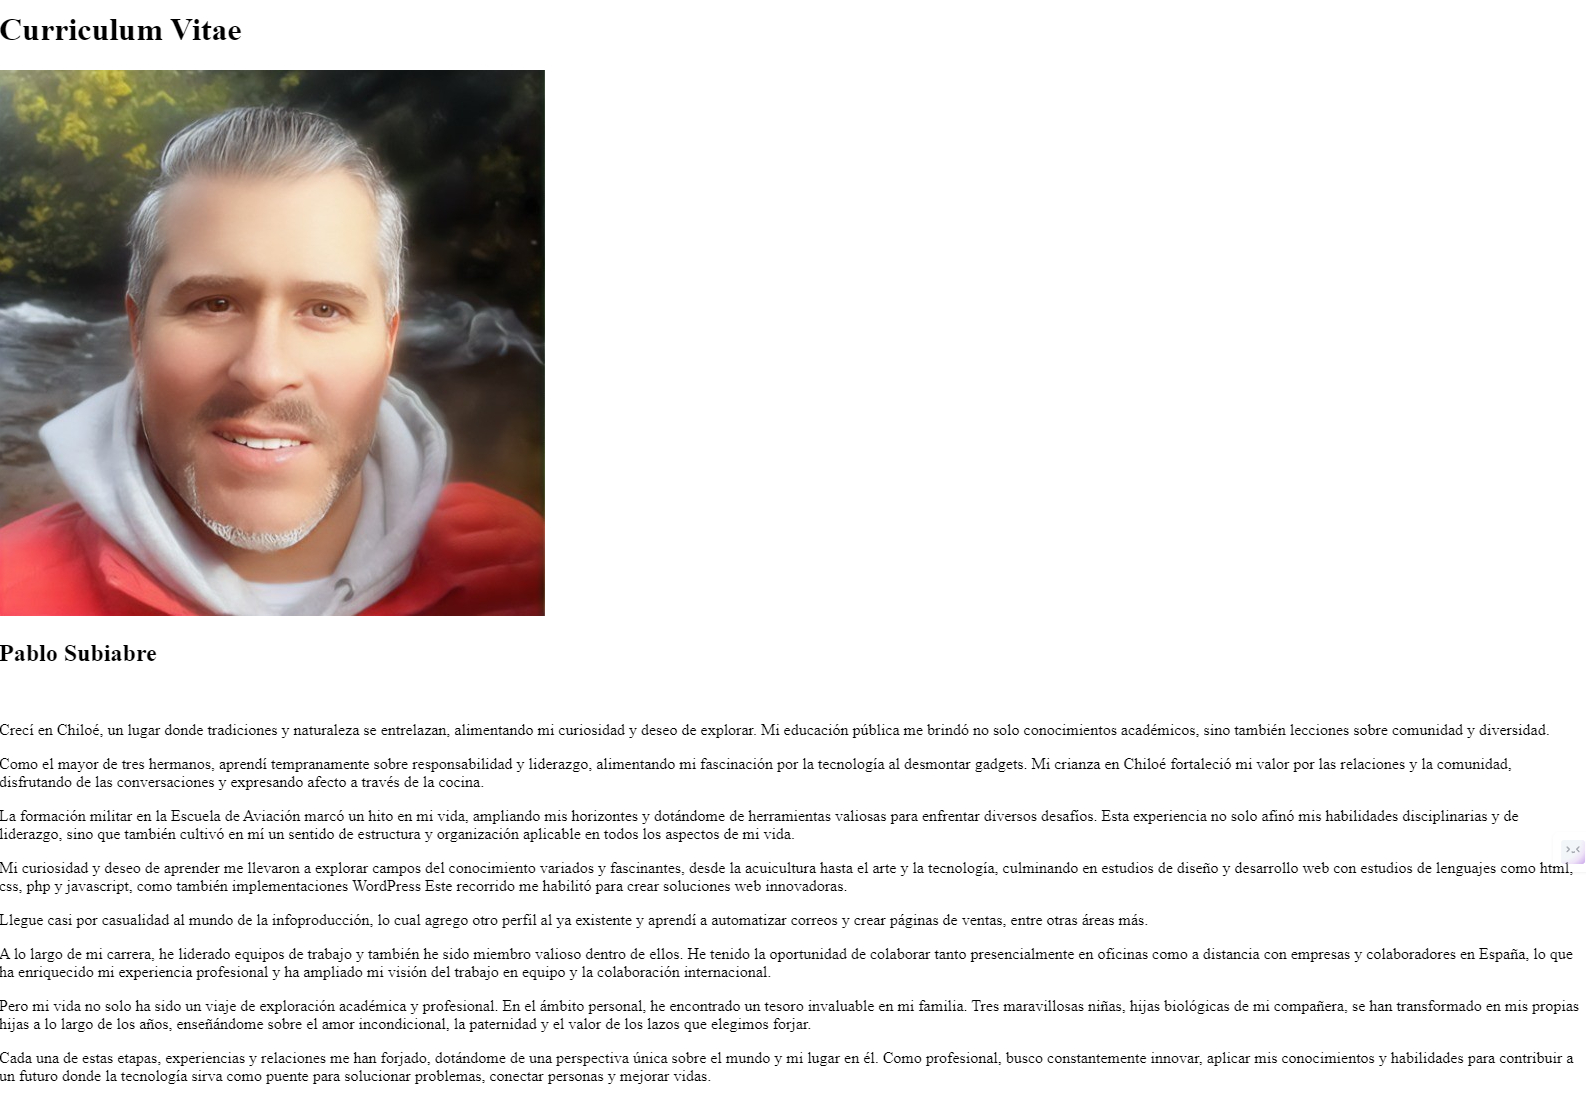 Curriculum Vitae
Pablo Subiabre
Crecí en Chiloé, un lugar donde tradiciones y naturaleza se entrelazan, alimentando mi curiosidad y deseo de explorar. Mi educación pública me brindó no solo conocimientos académicos, sino también lecciones sobre comunidad y diversidad.
Como el mayor de tres hermanos, aprendí tempranamente sobre responsabilidad y liderazgo, alimentando mi fascinación por la tecnología al desmontar gadgets. Mi crianza en Chiloé fortaleció mi valor por las relaciones y la comunidad,
disfrutando de las conversaciones y expresando afecto a través de la cocina.
La formación militar en la Escuela de Aviación marcó un hito en mi vida, ampliando mis horizontes y dotándome de herramientas valiosas para enfrentar diversos desafíos. Esta experiencia no solo afinó mis habilidades disciplinarias y de
liderazgo, sino que también cultivó en mí un sentido de estructura y organización aplicable en todos los aspectos de mi vida.
Mi curiosidad y deseo de aprender me llevaron a explorar campos del conocimiento variados y fascinantes, desde la acuicultura hasta el arte y la tecnología, culminando en estudios de diseño y desarrollo web con estudios de lenguajes como html,
css, php y javascript, como también implementaciones WordPress Este recorrido me habilitó para crear soluciones web innovadoras.
Llegue casi por casualidad al mundo de la infoproducción, lo cual agrego otro perfil al ya existente y aprendí a automatizar correos y crear páginas de ventas, entre otras áreas más.
A lo largo de mi carrera, he liderado equipos de trabajo y también he sido miembro valioso dentro de ellos. He tenido la oportunidad de colaborar tanto presencialmente en oficinas como a distancia con empresas y colaboradores en España, lo que
ha enriquecido mi experiencia profesional y ha ampliado mi visión del trabajo en equipo y la colaboración internacional.
Pero mi vida no solo ha sido un viaje de exploración académica y profesional. En el ámbito personal, he encontrado un tesoro invaluable en mi familia. Tres maravillosas niñas, hijas biológicas de mi compañera, se han transformado en mis propias
hijas a lo largo de los años, enseñándome sobre el amor incondicional, la paternidad y el valor de los lazos que elegimos forjar.
Cada una de estas etapas, experiencias y relaciones me han forjado, dotándome de una perspectiva única sobre el mundo y mi lugar en él. Como profesional, busco constantemente innovar, aplicar mis conocimientos y habilidades para contribuir a
un futuro donde la tecnología sirva como puente para solucionar problemas, conectar personas y mejorar vidas.